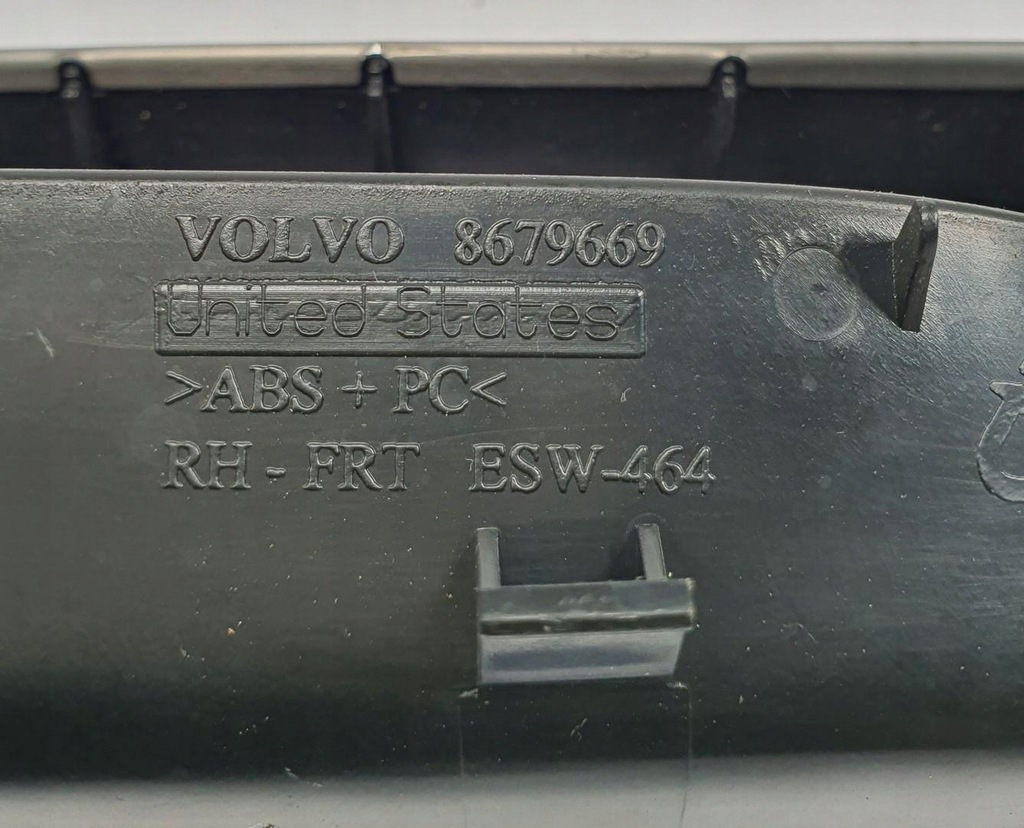 VOLVO 8679669
United States
>ABS + PC<
RH - FRT ESW-464